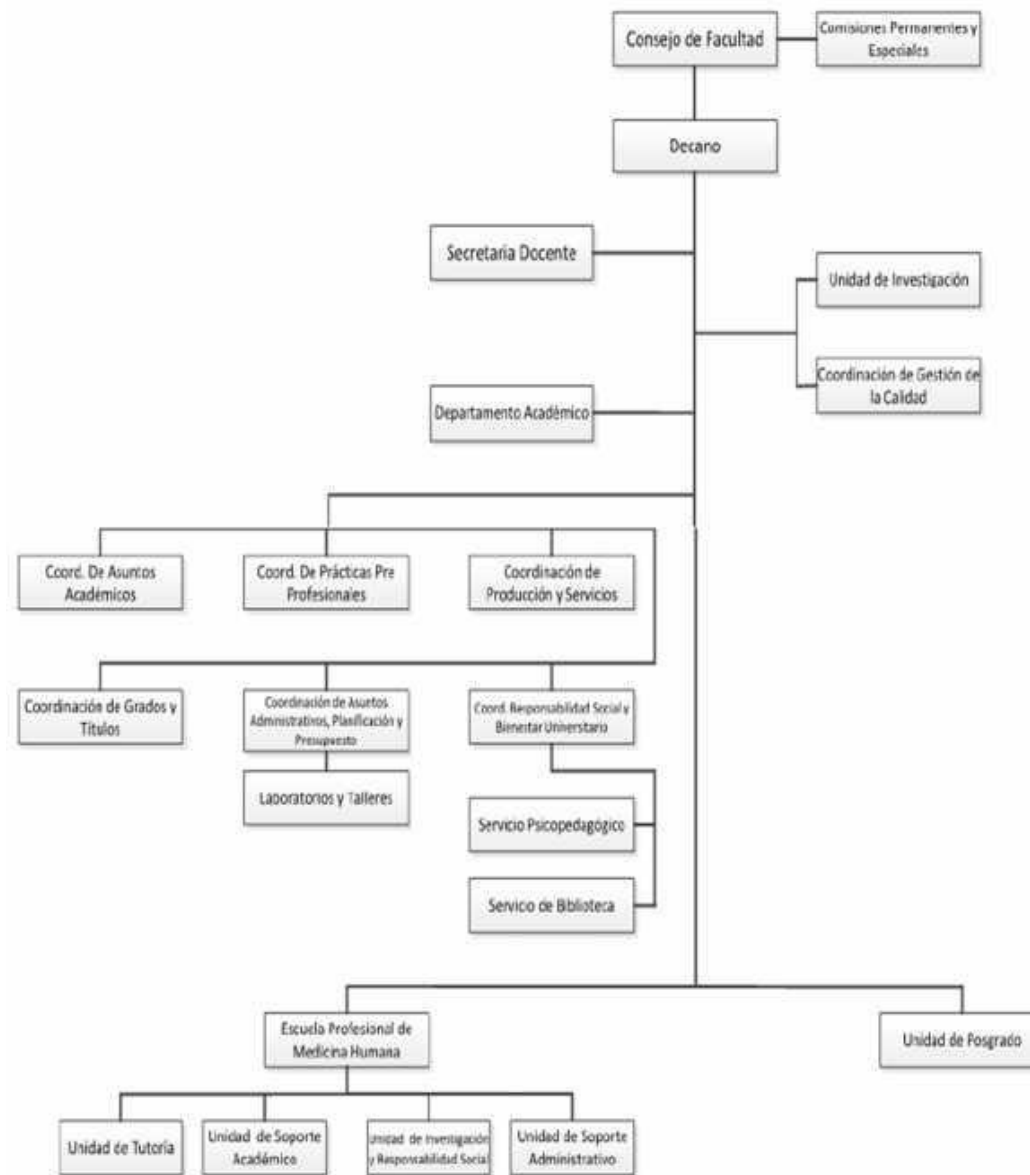 Consejo de Facultad
Comisiones Permanentes y
Especiales
Decano
Secretaria Docente
Unidad de Investigación
Coordinación de Gestión de
la Calidad
Departamento Académico
Coord. De Asuntos
Académicos
Coord. De Prácticas Pre
Profesionales
Coordinación de
Producción y Servicios
Coordinación de Grados y
Títulos
Coordinación de Asuntos
Administrativos, Planificación y
Presupuesto
Coord. Responsabilidad Social y
Bienestar Universitario
Laboratorios y Talleres
Servicio Psicopedagógico
Servicio de Biblioteca
Escuela Profesional de
Medicina Humana
Unidad de Posgrado
Unidad de Tutoría
Unidad de Soporte
Académico
Unidad de Investigación
y Responsabilidad Social
Unidad de Soporte
Administrativo